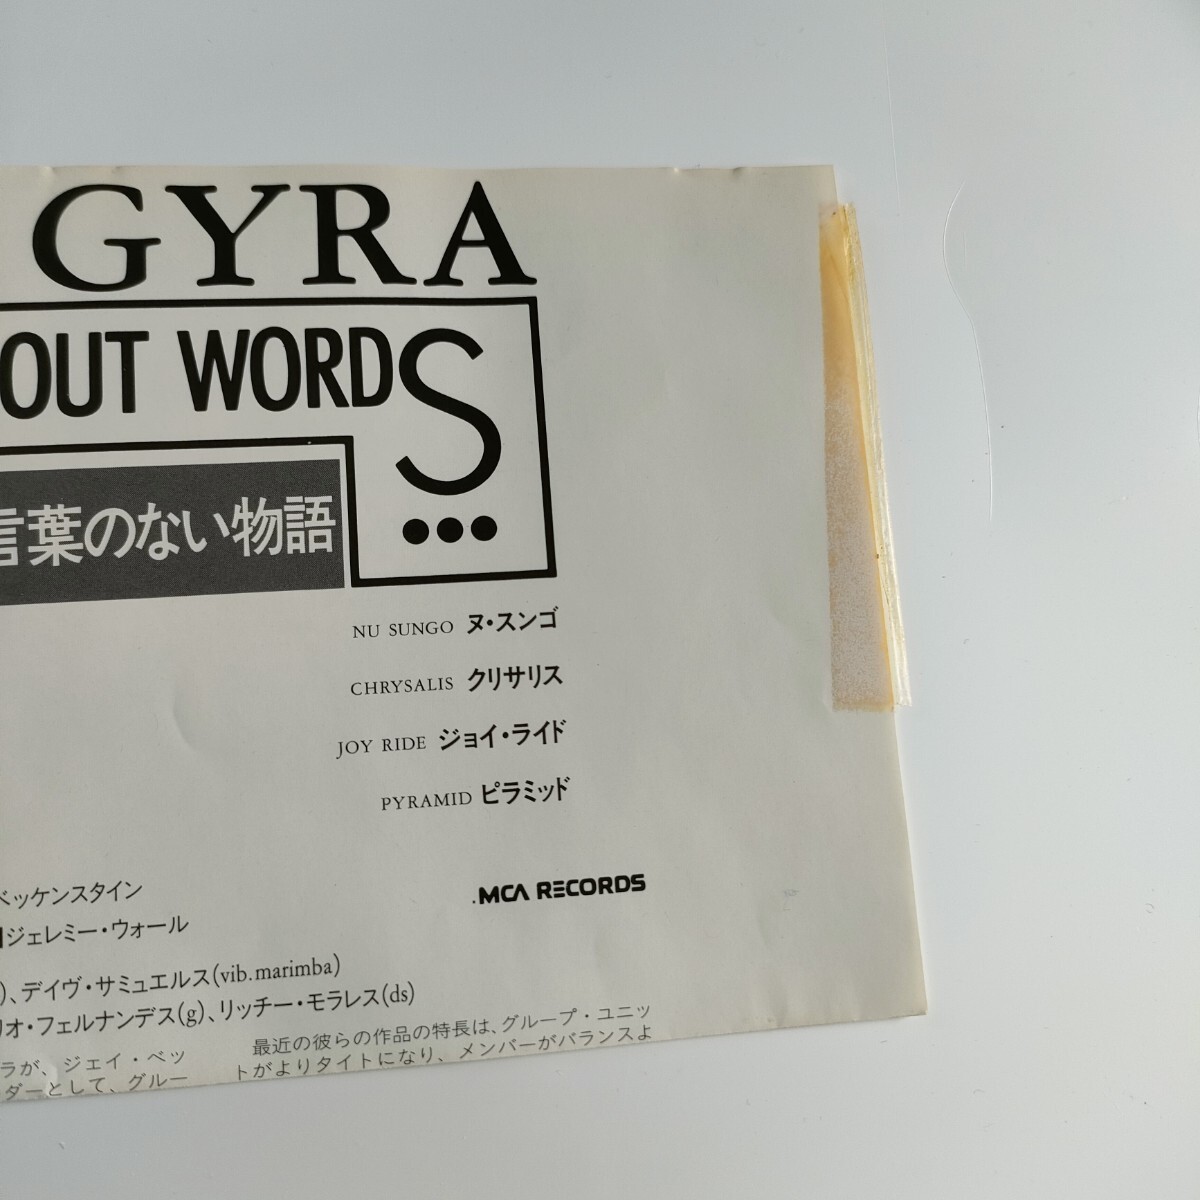 GYRA
OUT WORDS
...
言葉のない物語
NU SUNGO ヌ・スンゴ
CHRYSALIS クリサリス
JOY RIDE ジョイ・ライド
PYRAMID ピラミッド
.MCA RECORDS
ベッケンスタイン
ジェレミー・ウォール
)、デイヴ・サミュエルス(vib.marimba)
リオ・フェルナンデス(g)、リッチー・モラレス(ds)
ラが、ジェイ・ベッ
ダーとして、グルー
最近の彼らの作品の特長は、グループ・ユニッ
トがよりタイトになり、メンバーがバランスよ